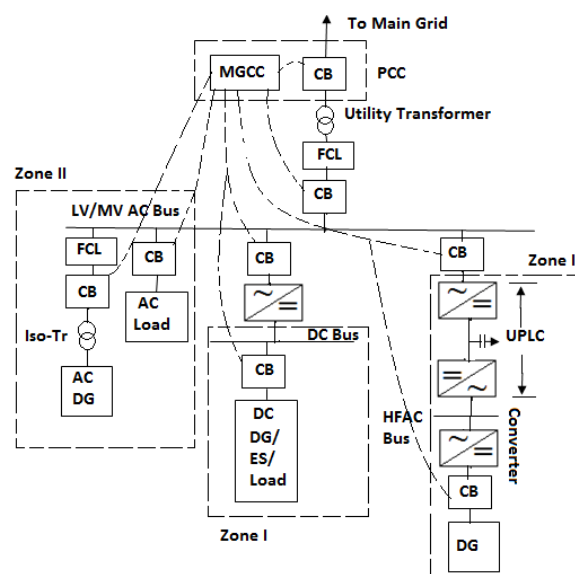 To Main Grid
MGCC
CB
PCC
Utility Transformer
FCL
CB
Zone II
LV/MV AC Bus
FCL
CB
CB
CB
Zone I
CB
AC
Load
Iso-Tr
UPLC
DC Bus
CB
AC
DG
DC
DG/
ES/
Load
HFAC
Bus
Converter
CB
Zone I
DG